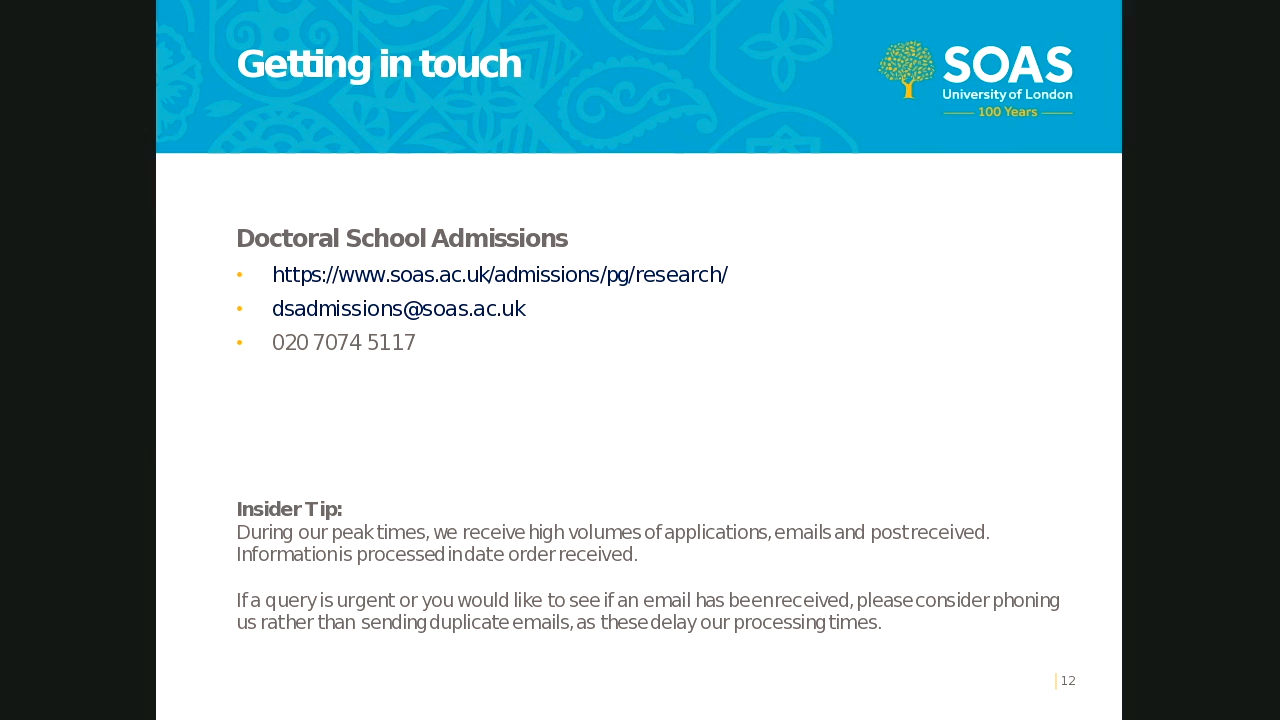 Getting in touch
SOAS
University of London
100 Years
Doctoral School Admissions
• https://www.soas.ac.uk/admissions/pg/research/
• dsadmissions@soas.ac.uk
• 020 7074 5117
Insider Tip:
During our peak times, we receive high volumes of applications, emails and post received.
Information is processed in date order received.
If a query is urgent or you would like to see if an email has been received, please consider phoning
us rather than sending duplicate emails, as these delay our processing times.
12